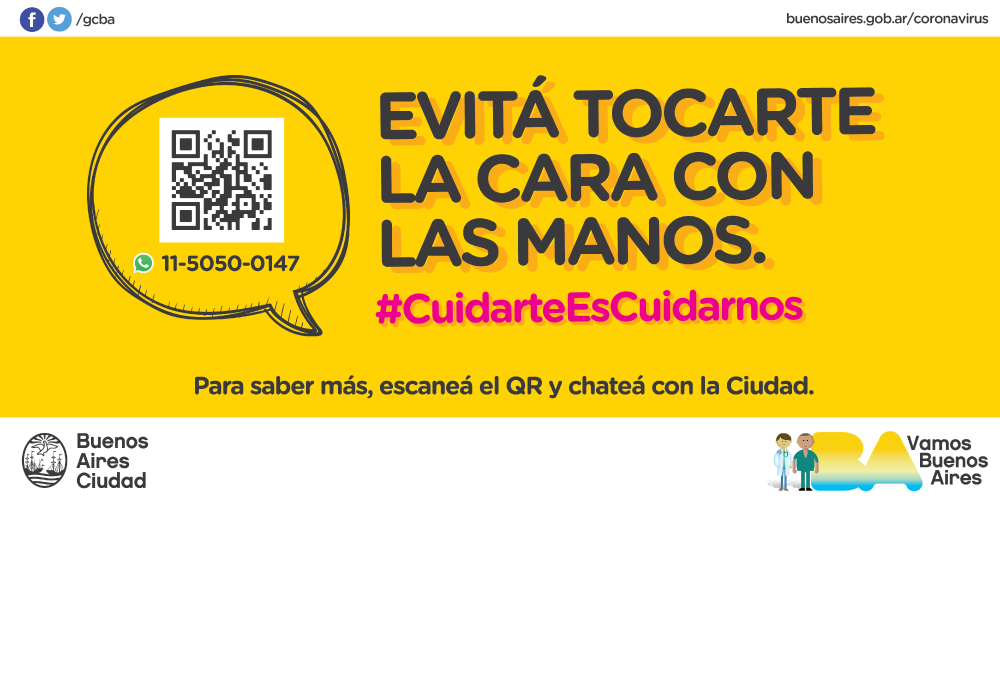 /gcba
buenosaires.gob.ar/coronavirus
EVITÁ TOCARTE
LA CARA CON
LAS MANOS.
#CuidarteEsCuidarnos
11-5050-0147
Para saber más, escaneá el QR y chateá con la Ciudad.
Buenos
Aires
Ciudad
BA
Vamos
Buenos
Aires